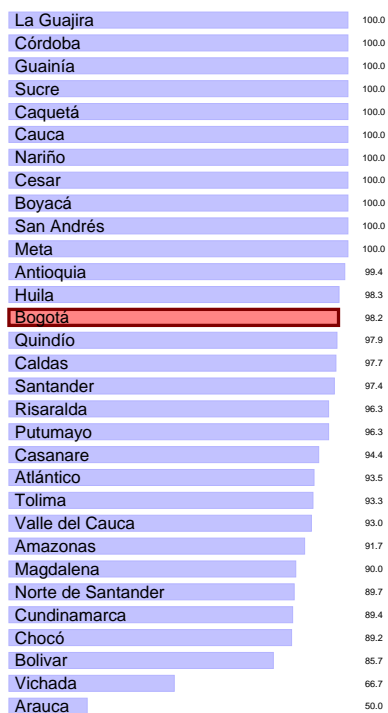 La Guajira 100.0
Córdoba 100.0
Guainía 100.0
Sucre 100.0
Caquetá 100.0
Cauca 100.0
Nariño 100.0
Cesar 100.0
Boyacá 100.0
San Andrés 100.0
Meta 100.0
Antioquia 99.4
Huila 98.3
Bogotá 98.2
Quindío 97.9
Caldas 97.7
Santander 97.4
Risaralda 96.3
Putumayo 96.3
Casanare 94.4
Atlántico 93.5
Tolima 93.3
Valle del Cauca 93.0
Amazonas 91.7
Magdalena 90.0
Norte de Santander 89.7
Cundinamarca 89.4
Chocó 89.2
Bolivar 85.7
Vichada 66.7
Arauca 50.0